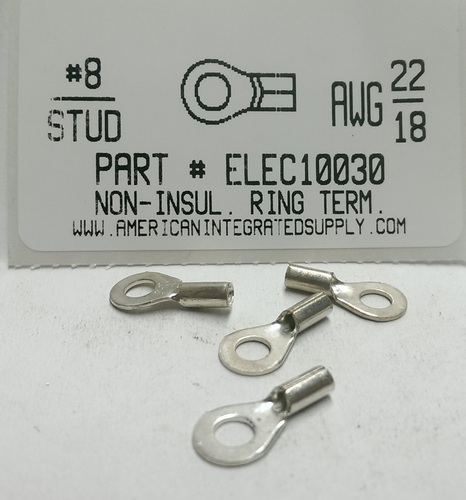 #8 STUD
AWG 22 18
PART # ELEC10030
NON-INSUL. RING TERM.
WWW.AMERICANINTEGRATEDSUPPLY.COM